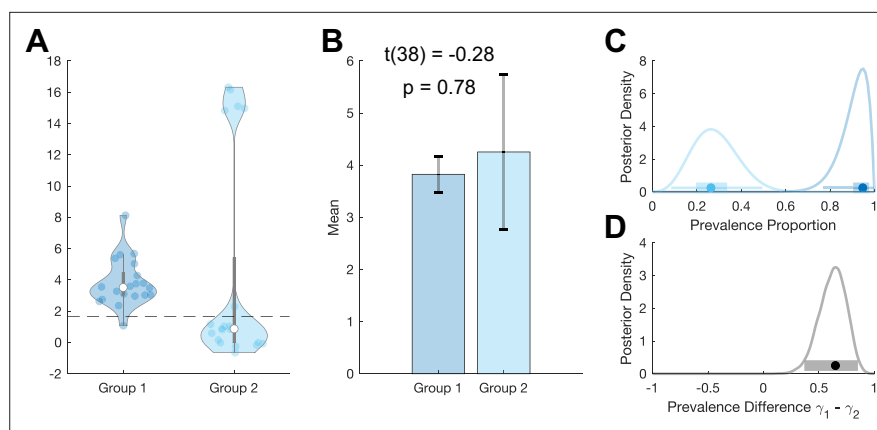 A
18
16
14
12
10
8
6
4
2
0
-2
Group 1
Group 2
B
t(38) = -0.28
p = 0.78
6
5
4
3
2
1
0
Mean
Group 1
Group 2
C
8
6
4
2
0
Posterior Density
0 0.2 0.4 0.6 0.8 1
Prevalence Proportion
D
4
3
2
1
0
Posterior Density
-1 -0.5 0 0.5 1
Prevalence Difference γ₁ - γ₂